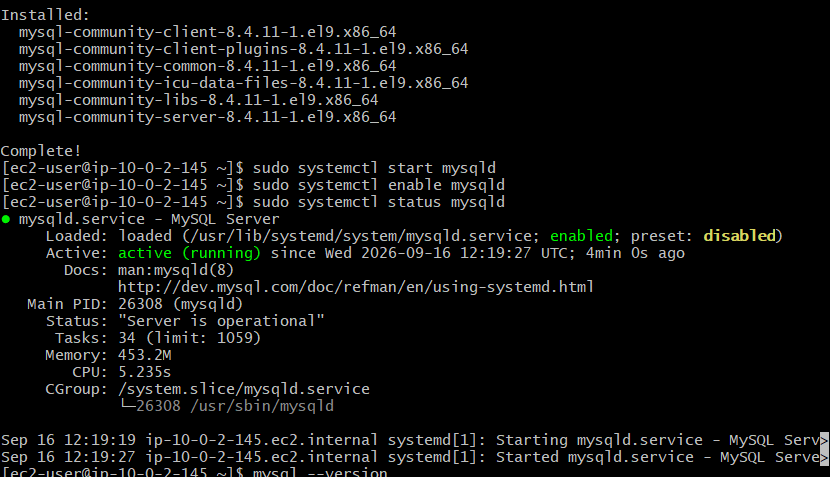 Installed:
  mysql-community-client-8.4.11-1.el9.x86_64
  mysql-community-client-plugins-8.4.11-1.el9.x86_64
  mysql-community-common-8.4.11-1.el9.x86_64
  mysql-community-icu-data-files-8.4.11-1.el9.x86_64
  mysql-community-libs-8.4.11-1.el9.x86_64
  mysql-community-server-8.4.11-1.el9.x86_64

Complete!
[ec2-user@ip-10-0-2-145 ~]$ sudo systemctl start mysqld
[ec2-user@ip-10-0-2-145 ~]$ sudo systemctl enable mysqld
[ec2-user@ip-10-0-2-145 ~]$ sudo systemctl status mysqld
● mysqld.service - MySQL Server
     Loaded: loaded (/usr/lib/systemd/system/mysqld.service; enabled; preset: disabled)
     Active: active (running) since Wed 2026-09-16 12:19:27 UTC; 4min 0s ago
       Docs: man:mysqld(8)
             http://dev.mysql.com/doc/refman/en/using-systemd.html
   Main PID: 26308 (mysqld)
     Status: "Server is operational"
      Tasks: 34 (limit: 1059)
     Memory: 453.2M
        CPU: 5.235s
     CGroup: /system.slice/mysqld.service
             └─26308 /usr/sbin/mysqld

Sep 16 12:19:19 ip-10-0-2-145.ec2.internal systemd[1]: Starting mysqld.service - MySQL Serv>
Sep 16 12:19:27 ip-10-0-2-145.ec2.internal systemd[1]: Started mysqld.service - MySQL Serve>
[ec2-user@ip-10-0-2-145 ~]$ mysql --version